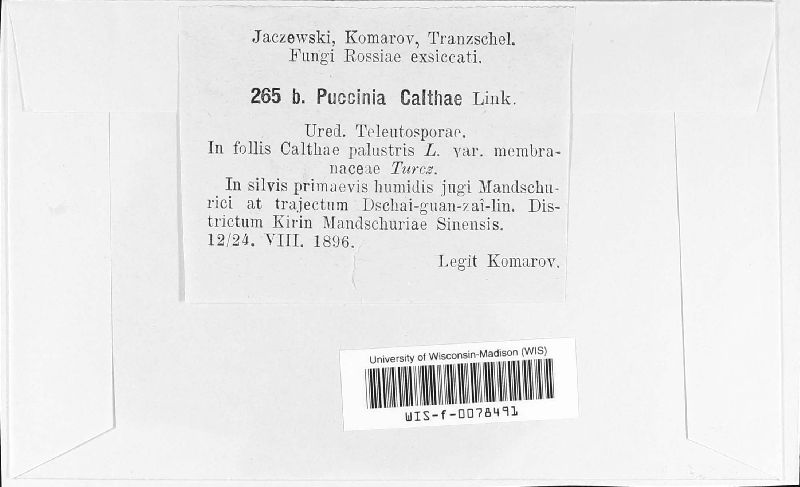 Jaczewski, Komarov, Tranzschel.
Fungi Rossiae exsiccati.
265 b. Puccinia Calthae Link.
Ured. Teleutosporae.
In follis Calthae palustris L. var. membra-
naceae Turcz.
In silvis primaevis humidis jugi Mandschu-
rici at trajectum Dschai-guan-zai-lin. Dis-
trictum Kirin Mandschuriae Sinensis.
12/24. VIII. 1896.
Legit Komarov.
University of Wisconsin-Madison (WIS)
WIS-f-0078491